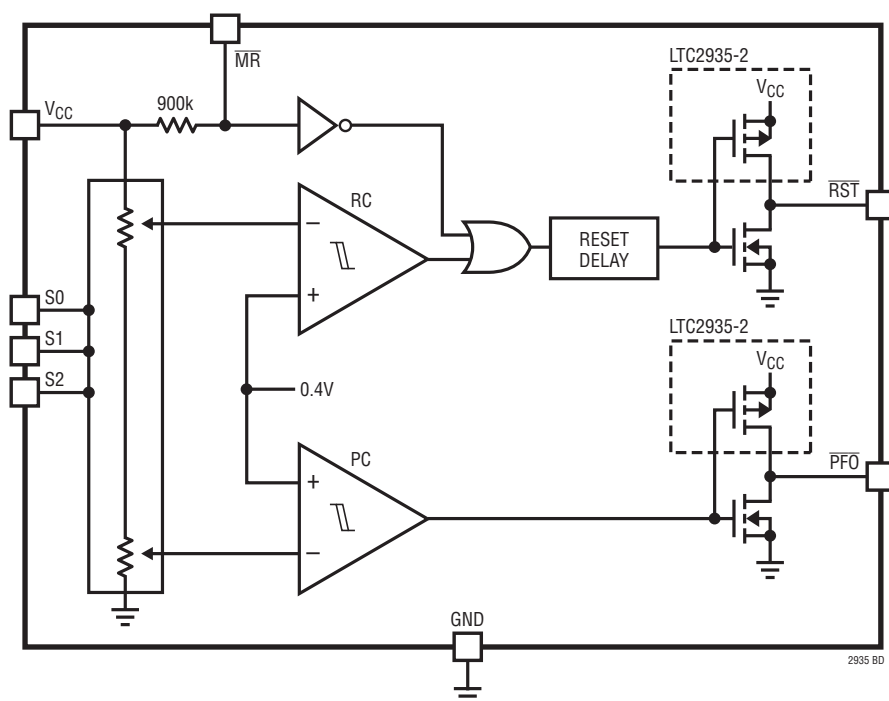 MR
LTC2935-2
VCC
VCC
900k
RC
−
+
RST
RESET
DELAY
S0
S1
S2
0.4V
LTC2935-2
VCC
PC
+
−
PFO
GND
2935 BD